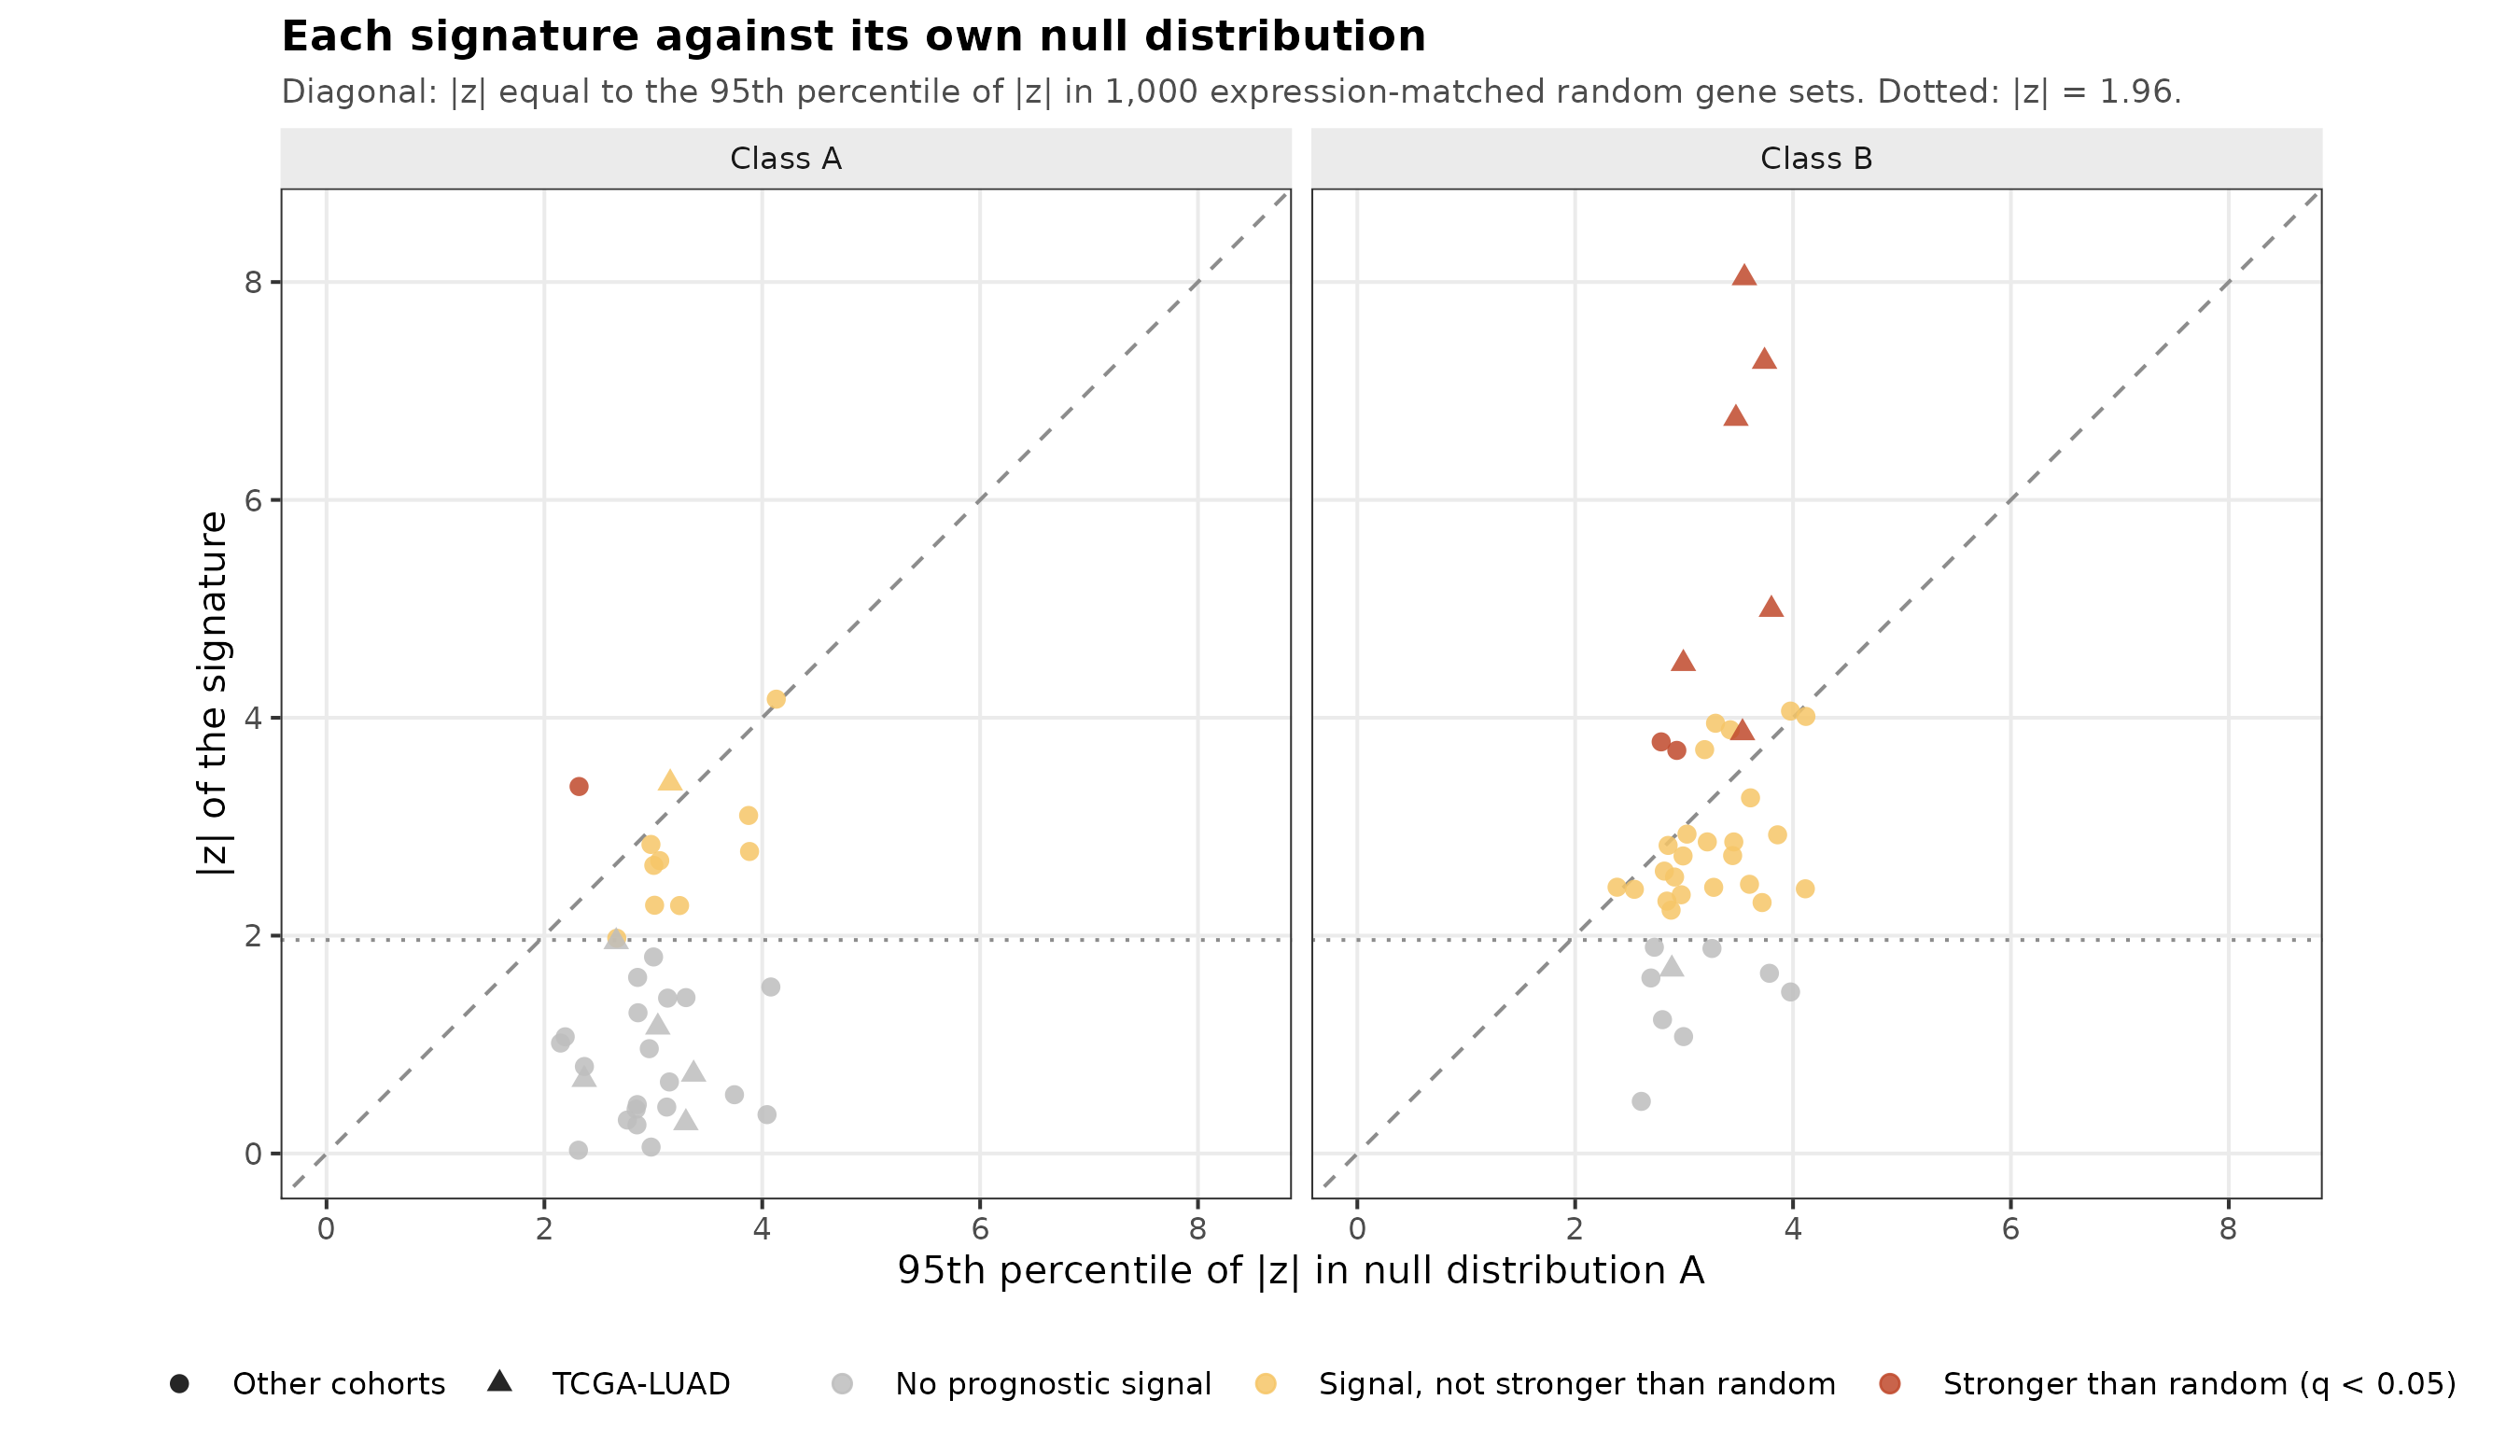 Each signature against its own null distribution
Diagonal: |z| equal to the 95th percentile of |z| in 1,000 expression-matched random gene sets. Dotted: |z| = 1.96.
Class A
Class B
|z| of the signature
8
6
4
2
0
0 2 4 6 8
0 2 4 6 8
95th percentile of |z| in null distribution A
Other cohorts TCGA-LUAD No prognostic signal Signal, not stronger than random Stronger than random (q < 0.05)